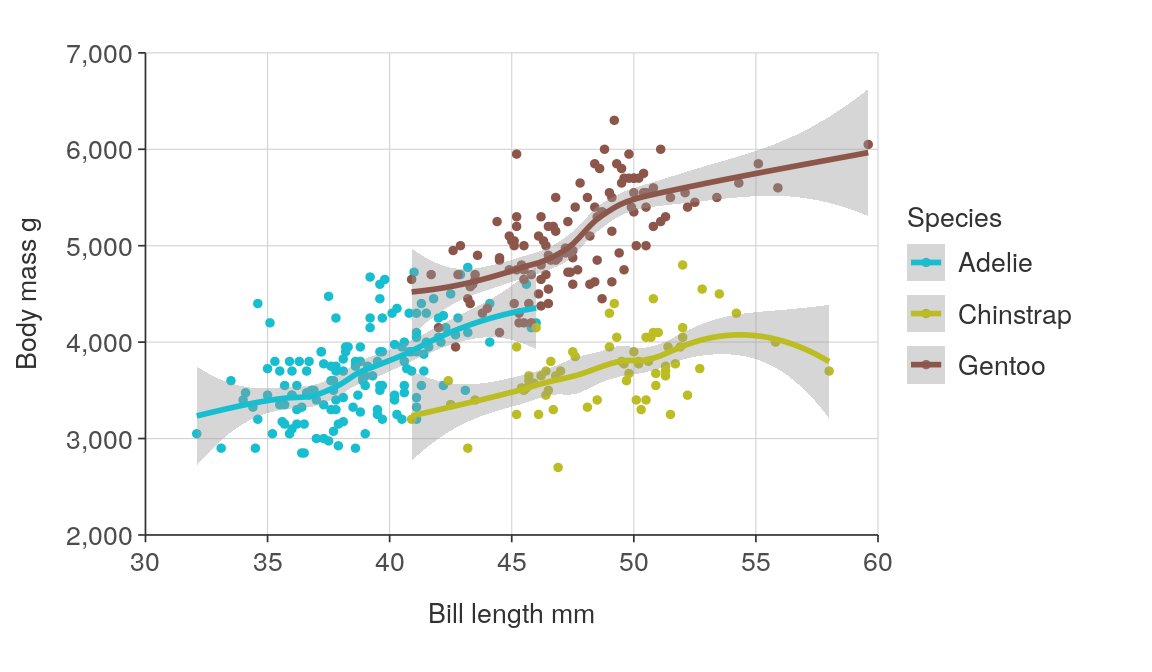 7,000
6,000
5,000
4,000
3,000
2,000
30 35 40 45 50 55 60
Body mass g
Bill length mm
Species
Adelie
Chinstrap
Gentoo